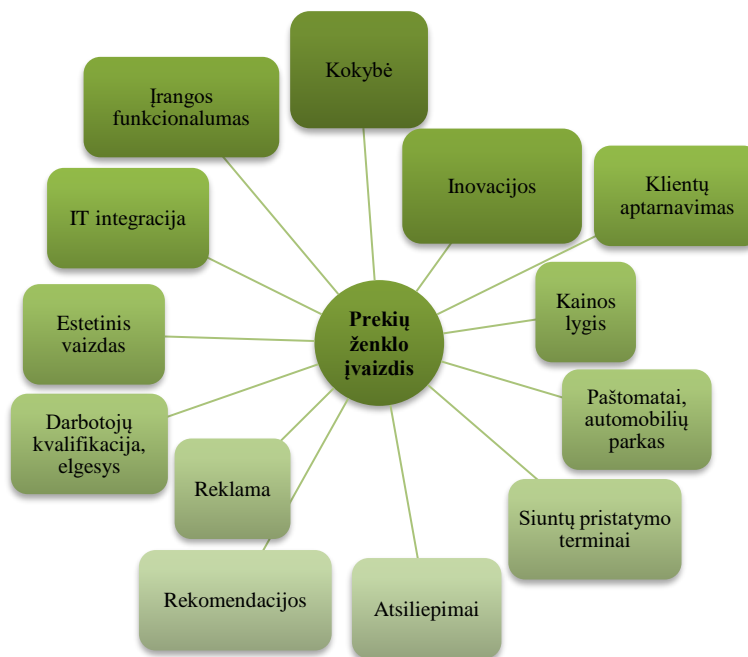 Kokybė
Įrangos
funkcionalumas
Inovacijos
Klientų
aptarnavimas
IT integracija
Kainos
lygis
Estetinis
vaizdas
Prekių
ženklo
įvaizdis
Paštomatai,
automobilių
parkas
Darbotojų
kvalifikacija,
elgesys
Reklama
Siuntų pristatymo
terminai
Rekomendacijos
Atsiliepimai